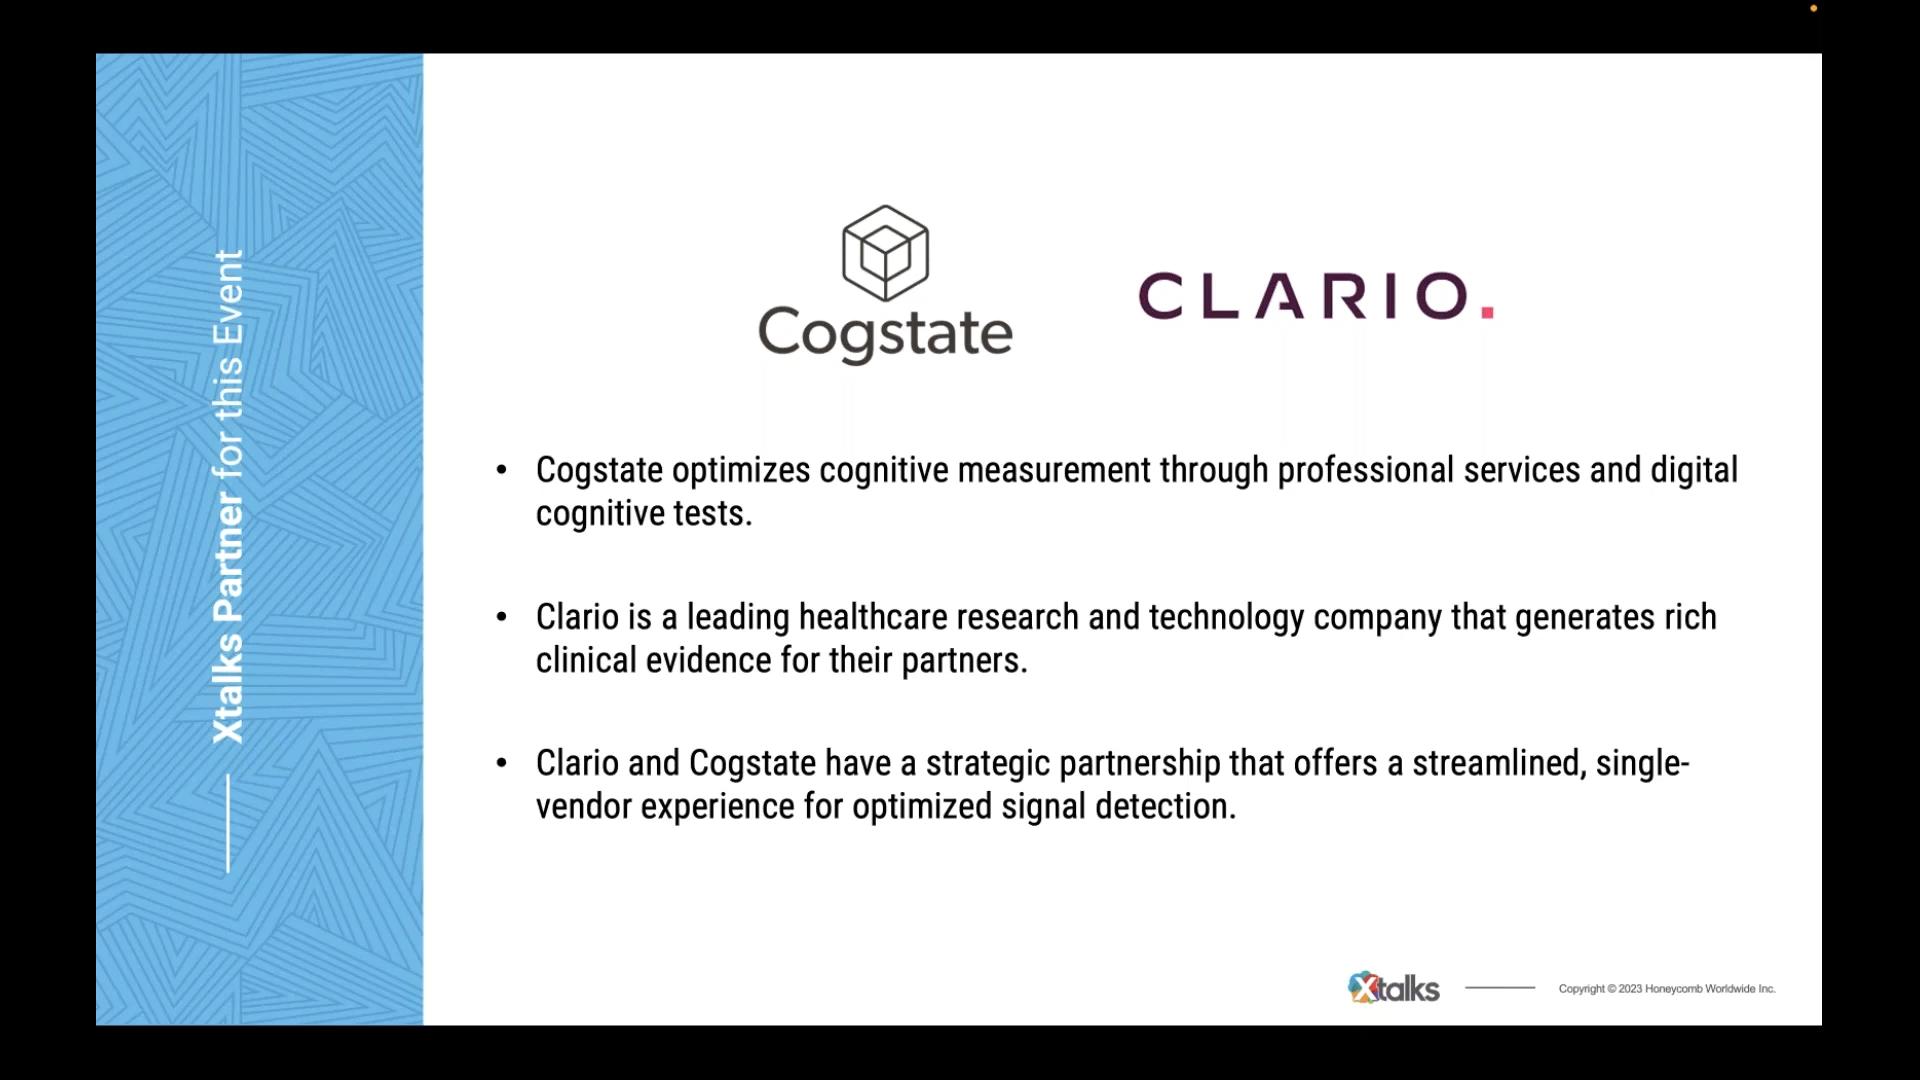 Xtalks Partner for this Event
Cogstate
CLARIO.
• Cogstate optimizes cognitive measurement through professional services and digital
cognitive tests.
• Clario is a leading healthcare research and technology company that generates rich
clinical evidence for their partners.
• Clario and Cogstate have a strategic partnership that offers a streamlined, single-
vendor experience for optimized signal detection.
Xtalks
Copyright © 2023 Honeycomb Worldwide Inc.